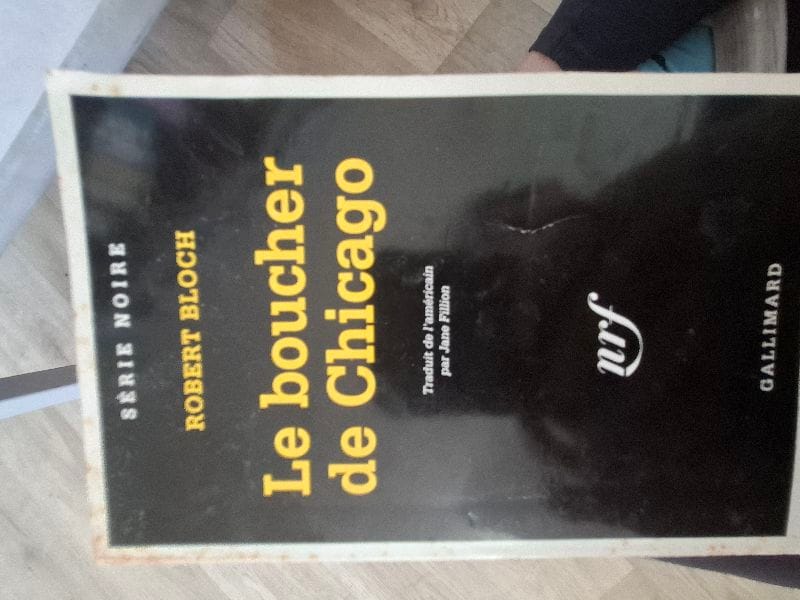 SÉRIE NOIRE
ROBERT BLOCH
Le boucher
de Chicago
Traduit de l'américain
par Jane Fillion
nrf
GALLIMARD